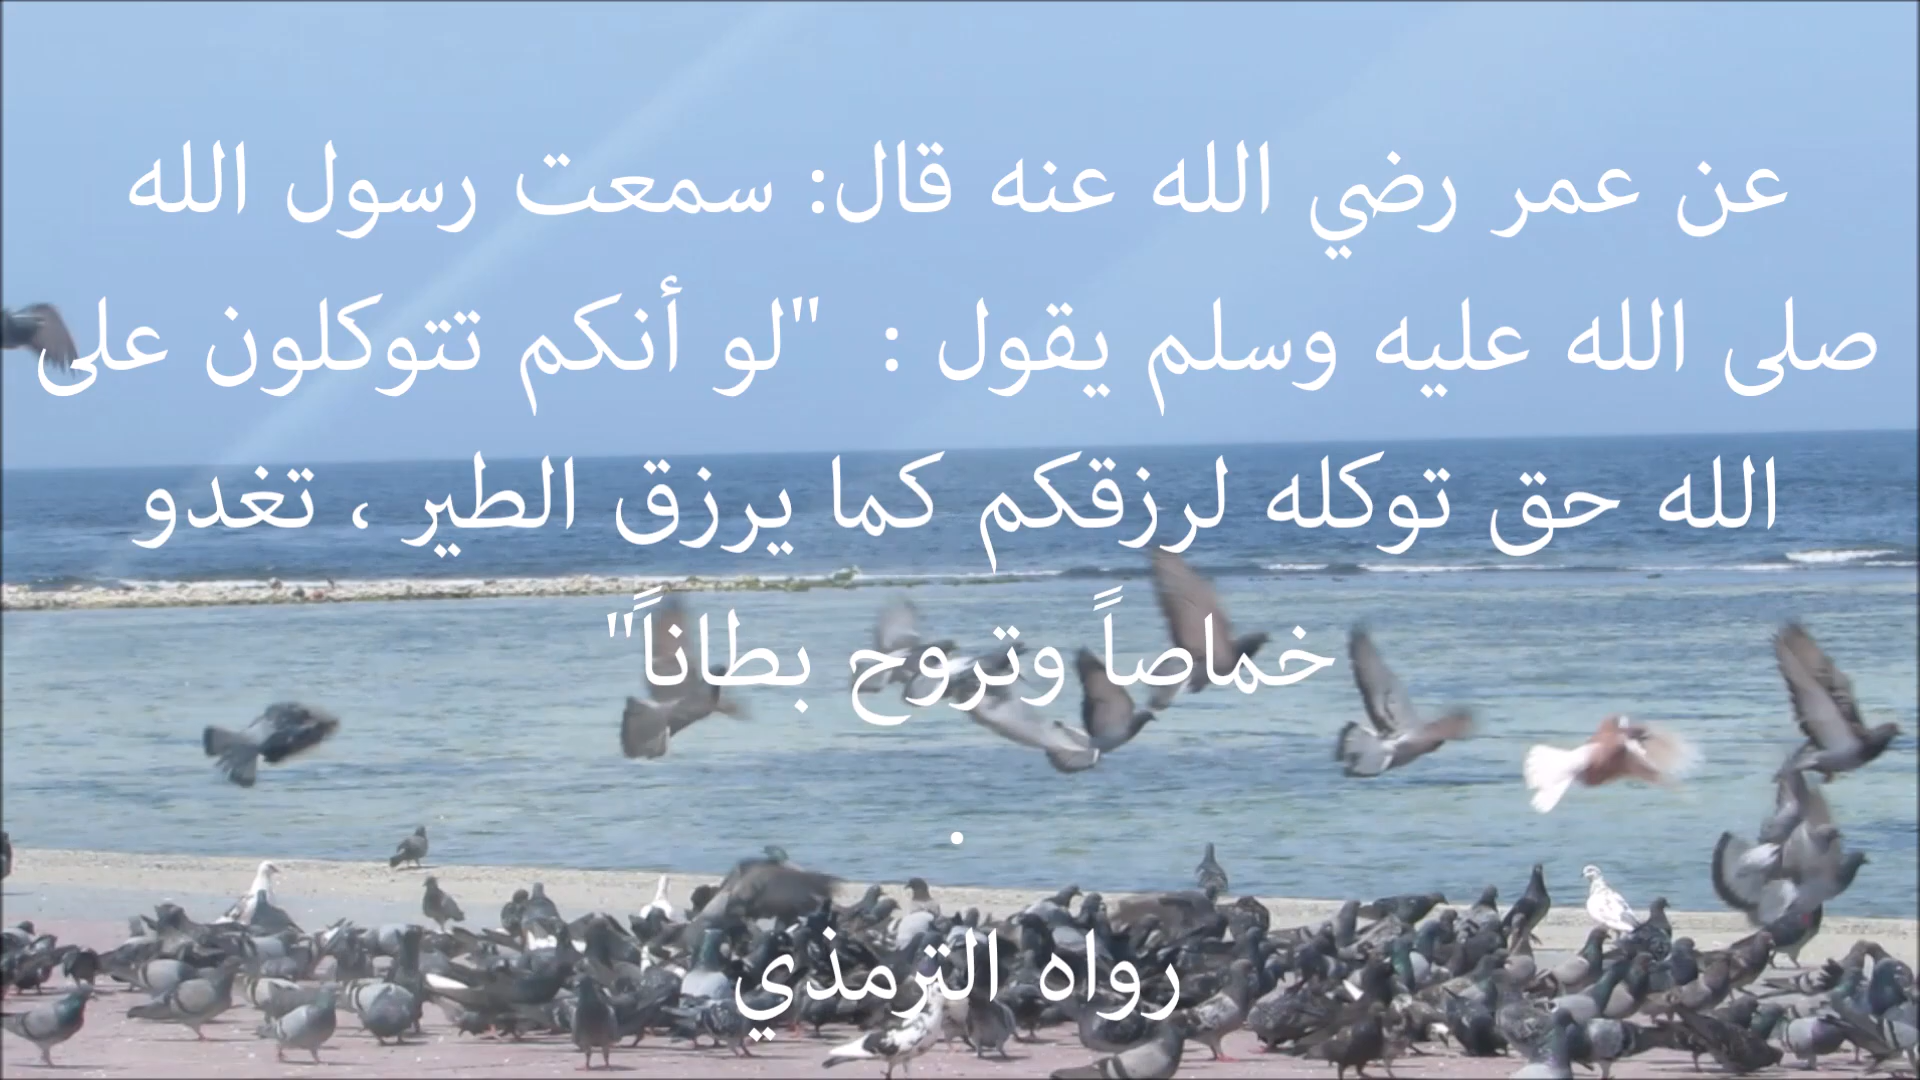 عن عمر رضي الله عنه قال: سمعت رسول الله
صلى الله عليه وسلم يقول :  "لو أنكم تتوكلون على
الله حق توكله لرزقكم كما يرزق الطير ، تغدو
خماصاً وتروح بطاناً"
.
رواه الترمذي